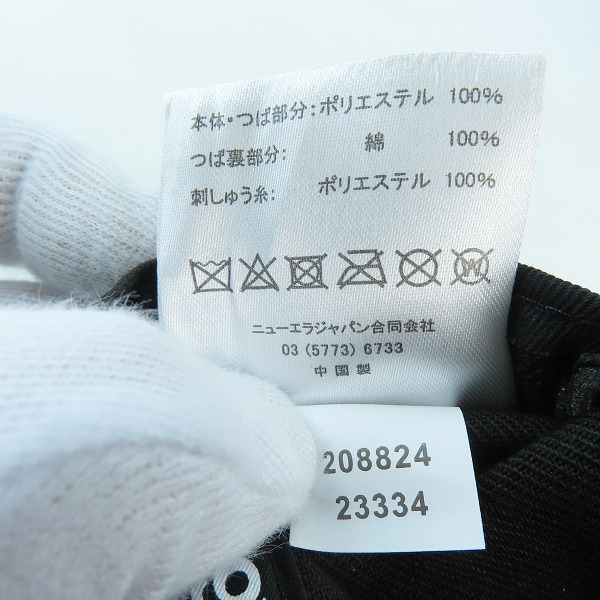 本体・つば部分:ポリエステル 100%
つば裏部分: 綿 100%
刺しゅう糸: ポリエステル 100%
ニューエラジャパン合同会社
03 (5773) 6733
中国製
208824
23334